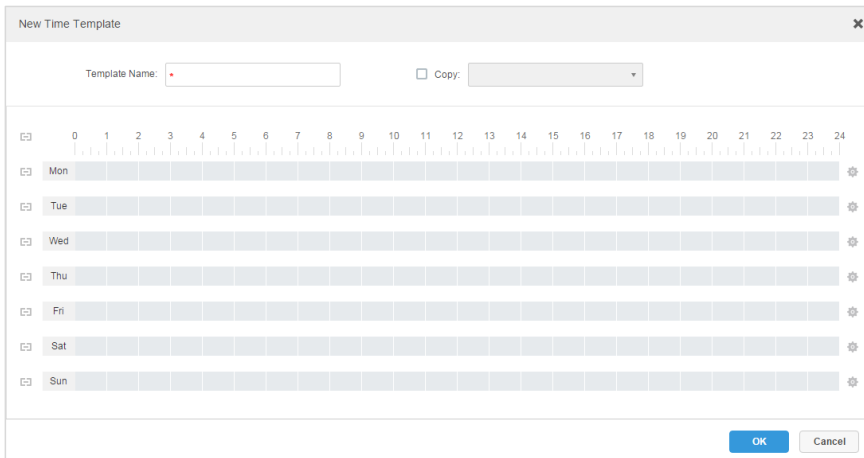 New Time Template
Template Name: *
Copy:
0 1 2 3 4 5 6 7 8 9 10 11 12 13 14 15 16 17 18 19 20 21 22 23 24
Mon
Tue
Wed
Thu
Fri
Sat
Sun
OK Cancel